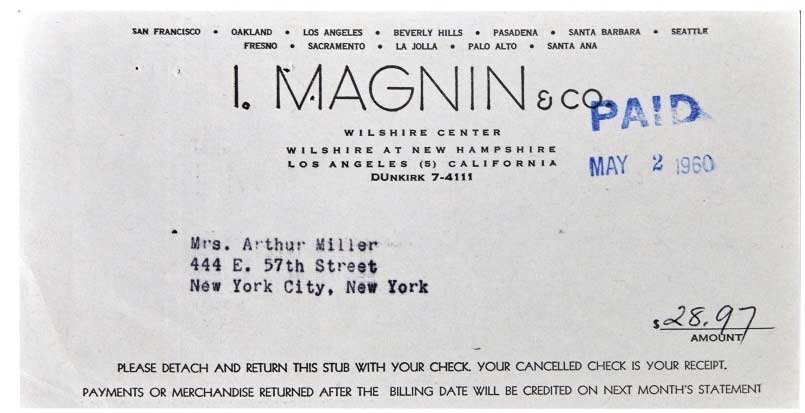 SAN FRANCISCO • OAKLAND • LOS ANGELES • BEVERLY HILLS • PASADENA • SANTA BARBARA • SEATTLE
FRESNO • SACRAMENTO • LA JOLLA • PALO ALTO • SANTA ANA
I. MAGNIN & CO.
PAID
WILSHIRE CENTER
WILSHIRE AT NEW HAMPSHIRE
LOS ANGELES (5) CALIFORNIA
MAY 2 1960
DUNKIRK 7-4111
Mrs. Arthur Miller
444 E. 57th Street
New York City, New York
$ 28.97
AMOUNT
PLEASE DETACH AND RETURN THIS STUB WITH YOUR CHECK. YOUR CANCELLED CHECK IS YOUR RECEIPT.
PAYMENTS OR MERCHANDISE RETURNED AFTER THE BILLING DATE WILL BE CREDITED ON NEXT MONTH'S STATEMENT